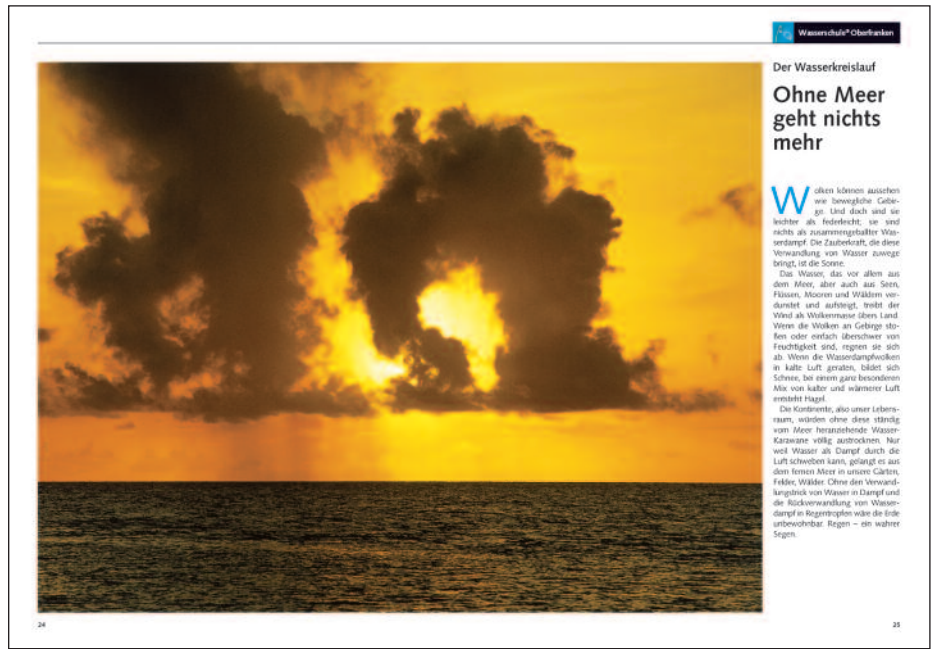 Wasserschule® Oberfranken
Der Wasserkreislauf
Ohne Meer
geht nichts
mehr
Wolken können aussehen
wie bewegliche Gebir-
ge. Und doch sind sie
leichter als federleicht, sie sind
nichts als zusammengeballter Was-
serdampf. Die Zauberkraft, die diese
Verwandlung von Wasser zuwege
bringt, ist die Sonne.
Das Wasser, das vor allem aus
dem Meer, aber auch aus Seen,
Flüssen, Mooren und Wäldern ver-
dunstet und aufsteigt, treibt der
Wind als Wolkenmasse übers Land.
Wenn die Wolken an Gebirge sto-
ßen oder einfach überschwer von
Feuchtigkeit sind, regnen sie sich
ab. Wenn die Wasserdampfwolken
in kalte Luft geraten, bildet sich
Schnee, bei einem ganz besonderen
Mix von kalter und wärmerer Luft
entsteht Hagel.
Die Kontinente, also unser Lebens-
raum, würden ohne diese ständig
vom Meer heranziehende Wasser-
Karawane völlig austrocknen. Nur
weil Wasser als Dampf durch die
Luft schweben kann, gelangt es aus
dem fernen Meer in unsere Gärten,
Felder, Wälder. Ohne den Verwand-
lungstrick von Wasser in Dampf und
die Rückverwandlung von Wasser-
dampf in Regentropfen wäre die Erde
unbewohnbar. Regen – ein wahrer
Segen.
24
25